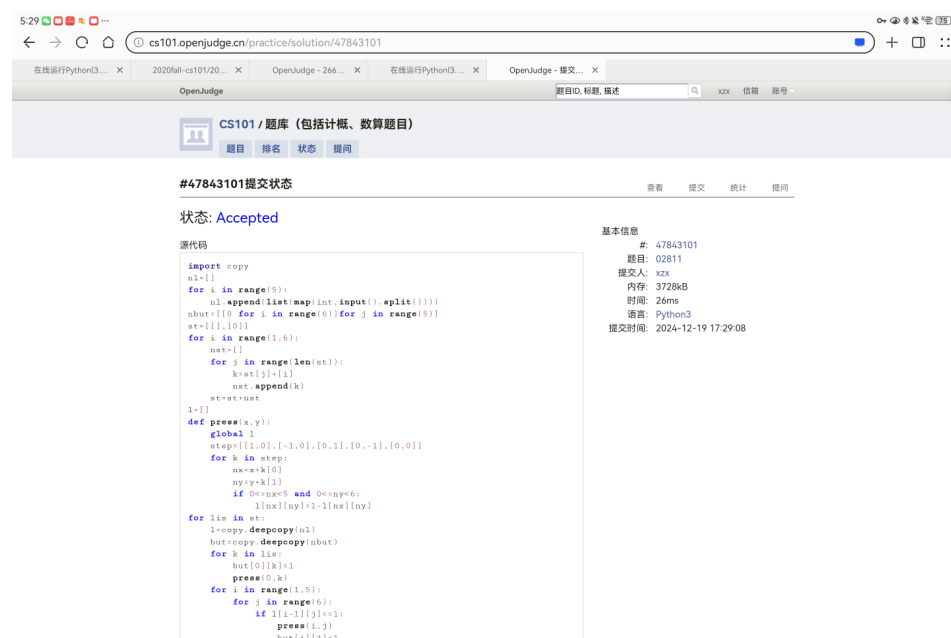 5:29
75
cs101.openjudge.cn/practice/solution/47843101
在线运行Python(3....
2020fall-cs101/20...
OpenJudge - 266...
在线运行Python(3....
OpenJudge - 提交...
OpenJudge
题目ID, 标题, 描述
xzx 信箱 账号
CS101 / 题库（包括计概、数算题目）
题目 排名 状态 提问
#47843101提交状态
查看 提交 统计 提问
状态: Accepted
源代码
import copy
nl=[]
for i in range(5):
    nl.append(list(map(int,input().split())))
nbut=[[0 for i in range(6)]for j in range(5)]
st=[[],[0]]
for i in range(1,6):
    nst=[]
    for j in range(len(st)):
        k=st[j]+[i]
        nst.append(k)
    st=st+nst
l=[]
def press(x,y):
    global l
    step=[[1,0],[-1,0],[0,1],[0,-1],[0,0]]
    for k in step:
        nx=x+k[0]
        ny=y+k[1]
        if 0<=nx<5 and 0<=ny<6:
            l[nx][ny]=1-l[nx][ny]
for lis in st:
    l=copy.deepcopy(nl)
    but=copy.deepcopy(nbut)
    for k in lis:
        but[0][k]=1
        press(0,k)
    for i in range(1,5):
        for j in range(6):
            if l[i-1][j]==1:
                press(i,j)
                but[i][j]=1
基本信息
#: 47843101
题目: 02811
提交人: xzx
内存: 3728kB
时间: 26ms
语言: Python3
提交时间: 2024-12-19 17:29:08